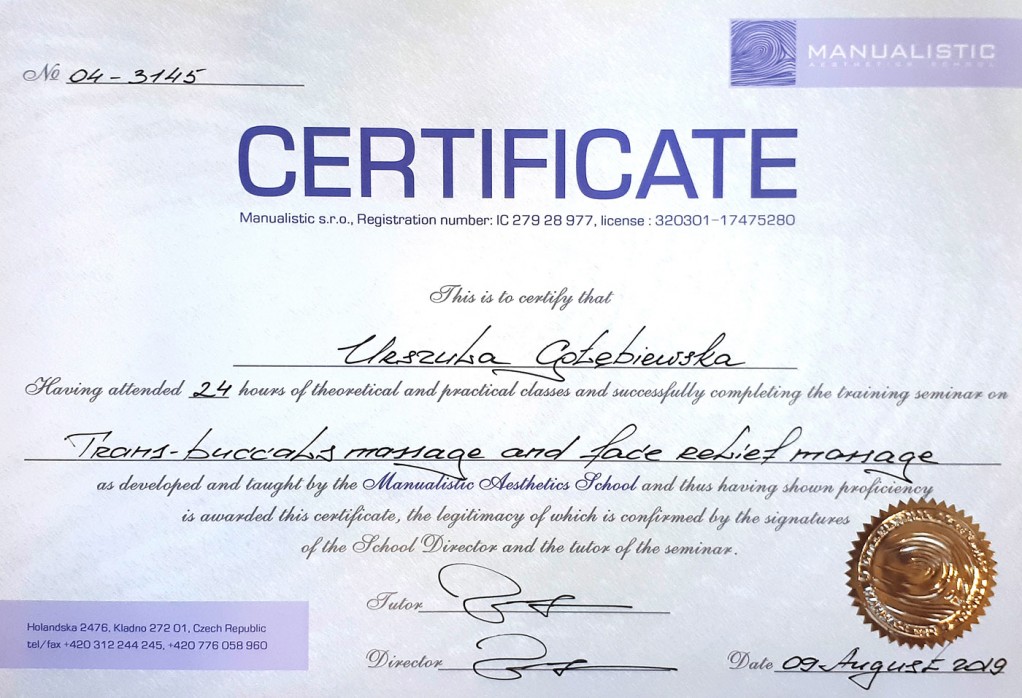 № 04-3145
MANUALISTIC
AESTHETICS SCHOOL
CERTIFICATE
Manualistic s.r.o., Registration number: IC 279 28 977, license : 320301-17475280
This is to certify that
Urszula Gołębiewska
Having attended 24 hours of theoretical and practical classes and successfully completing the training seminar on
Trans-buccals massage and face relief massage
as developed and taught by the Manualistic Aesthetics School and thus having shown proficiency
is awarded this certificate, the legitimacy of which is confirmed by the signatures
of the School Director and the tutor of the seminar.
Tutor
Holandska 2476, Kladno 272 01, Czech Republic
tel/fax +420 312 244 245, +420 776 058 960
Director
Date 09 August 2019